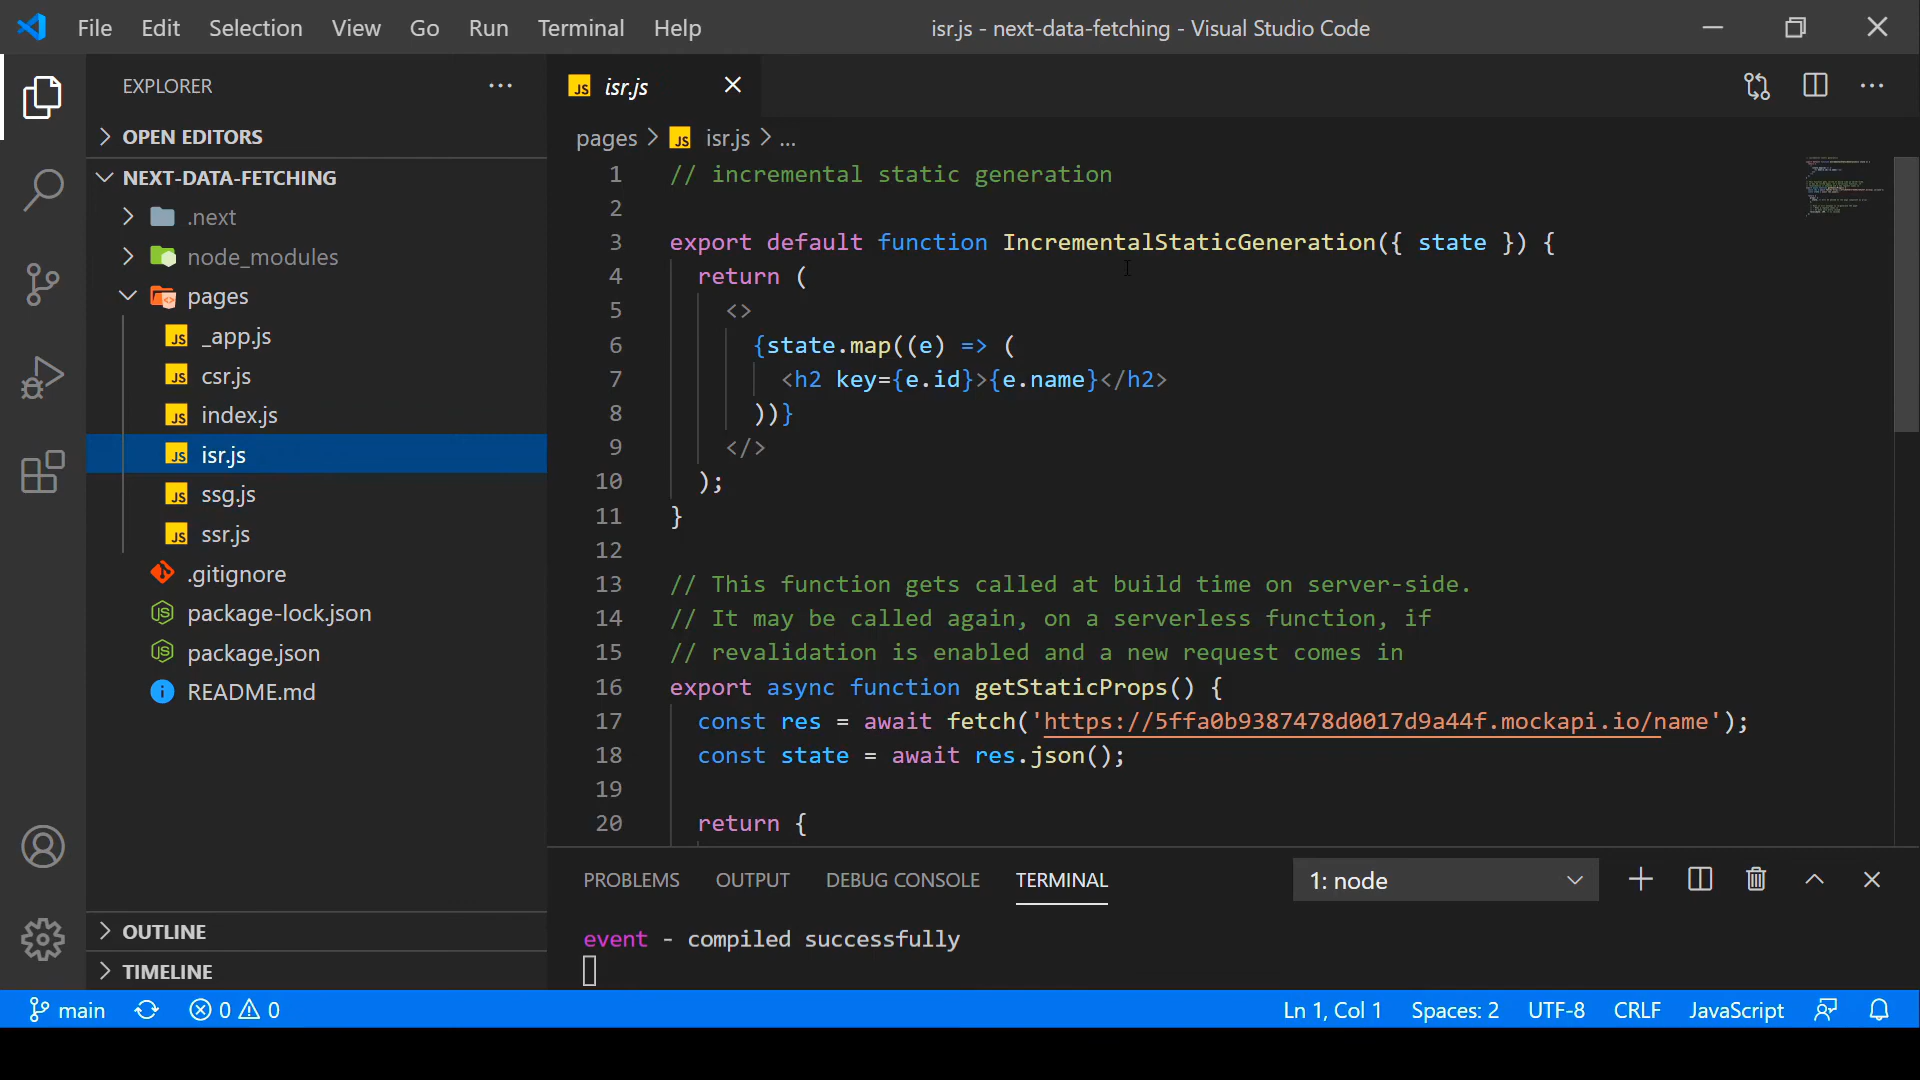 File Edit Selection View Go Run Terminal Help isr.js - next-data-fetching - Visual Studio Code
EXPLORER
OPEN EDITORS
NEXT-DATA-FETCHING
.next
node_modules
pages
JS _app.js
JS csr.js
JS index.js
JS isr.js
JS ssg.js
JS ssr.js
.gitignore
package-lock.json
package.json
README.md
OUTLINE
TIMELINE
JS isr.js
pages > JS isr.js > ...
1 // incremental static generation
2
3 export default function IncrementalStaticGeneration({ state }) {
4 return (
5 <>
6 {state.map((e) => (
7 <h2 key={e.id}>{e.name}</h2>
8 ))}
9 </>
10 );
11 }
12
13 // This function gets called at build time on server-side.
14 // It may be called again, on a serverless function, if
15 // revalidation is enabled and a new request comes in
16 export async function getStaticProps() {
17 const res = await fetch('https://5ffa0b9387478d0017d9a44f.mockapi.io/name');
18 const state = await res.json();
19
20 return {
PROBLEMS OUTPUT DEBUG CONSOLE TERMINAL 1: node
event - compiled successfully
main 0 0 Ln 1, Col 1 Spaces: 2 UTF-8 CRLF JavaScript